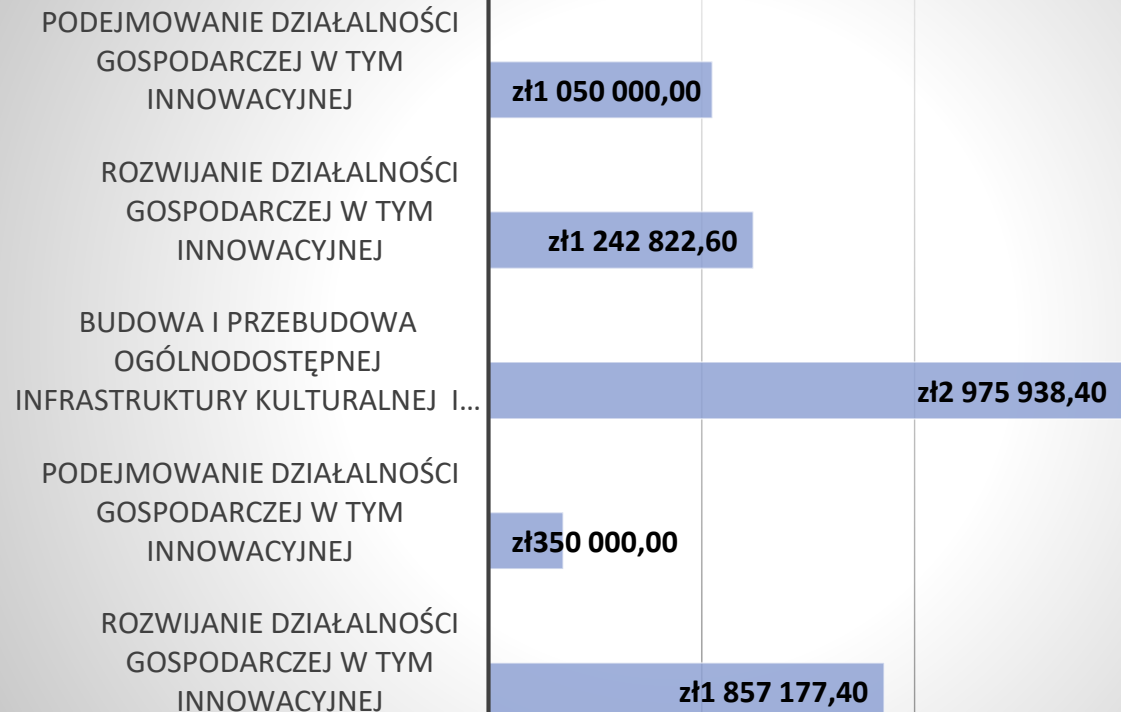 PODEJMOWANIE DZIAŁALNOŚCI
GOSPODARCZEJ W TYM
INNOWACYJNEJ
zł1 050 000,00
ROZWIJANIE DZIAŁALNOŚCI
GOSPODARCZEJ W TYM
INNOWACYJNEJ
zł1 242 822,60
BUDOWA I PRZEBUDOWA
OGÓLNODOSTĘPNEJ
INFRASTRUKTURY KULTURALNEJ I...
zł2 975 938,40
PODEJMOWANIE DZIAŁALNOŚCI
GOSPODARCZEJ W TYM
INNOWACYJNEJ
zł350 000,00
ROZWIJANIE DZIAŁALNOŚCI
GOSPODARCZEJ W TYM
INNOWACYJNEJ
zł1 857 177,40